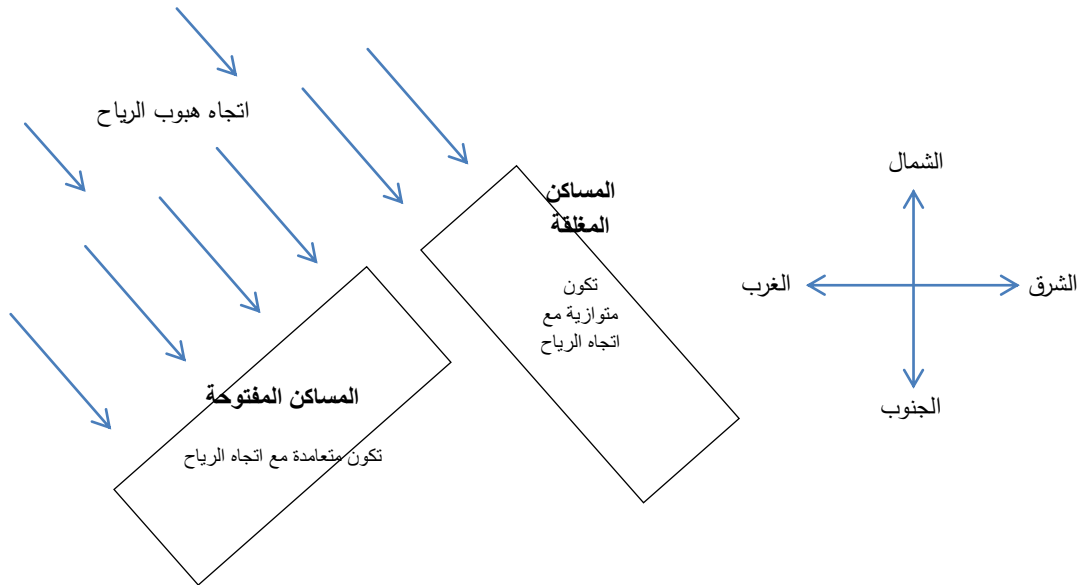 اتجاه هبوب الرياح
المساكن
المغلقة
تكون
متوازية مع
اتجاه الرياح
المساكن المفتوحة
تكون متعامدة مع اتجاه الرياح
الشمال
الشرق
الغرب
الجنوب